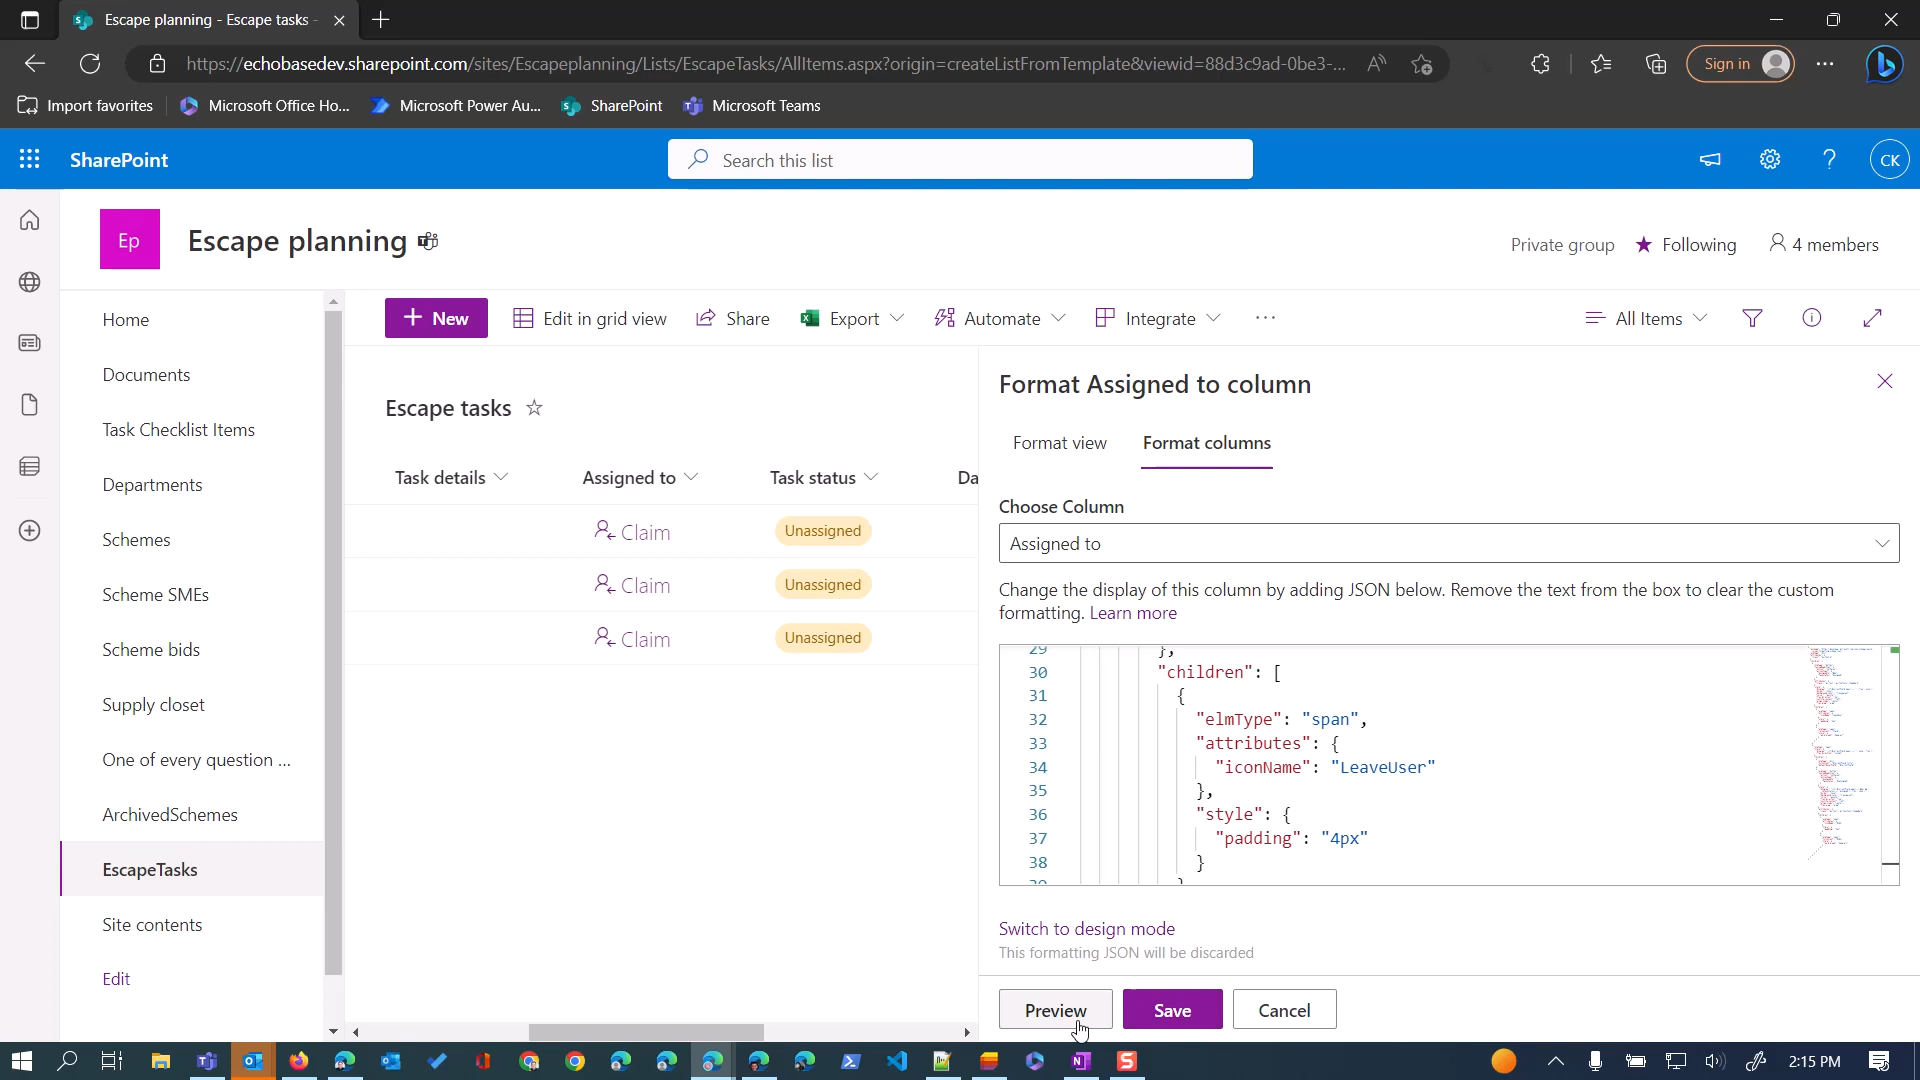 Escape planning - Escape tasks -
https://echobasedev.sharepoint.com/sites/Escapeplanning/Lists/EscapeTasks/AllItems.aspx?origin=createListFromTemplate&viewid=88d3c9ad-0be3-...
Sign in
Import favorites
Microsoft Office Ho...
Microsoft Power Au...
SharePoint
Microsoft Teams
SharePoint
Search this list
CK
Ep
Escape planning
Private group
Following
4 members
Home
Documents
Task Checklist Items
Departments
Schemes
Scheme SMEs
Scheme bids
Supply closet
One of every question ...
ArchivedSchemes
EscapeTasks
Site contents
Edit
New
Edit in grid view
Share
Export
Automate
Integrate
All Items
Escape tasks
Task details
Assigned to
Task status
Da
Claim
Unassigned
Claim
Unassigned
Claim
Unassigned
Format Assigned to column
Format view
Format columns
Choose Column
Assigned to
Change the display of this column by adding JSON below. Remove the text from the box to clear the custom
formatting. Learn more
29 },
30 "children": [
31 {
32 "elmType": "span",
33 "attributes": {
34 "iconName": "LeaveUser"
35 },
36 "style": {
37 "padding": "4px"
38 }
Switch to design mode
This formatting JSON will be discarded
Preview
Save
Cancel
2:15 PM